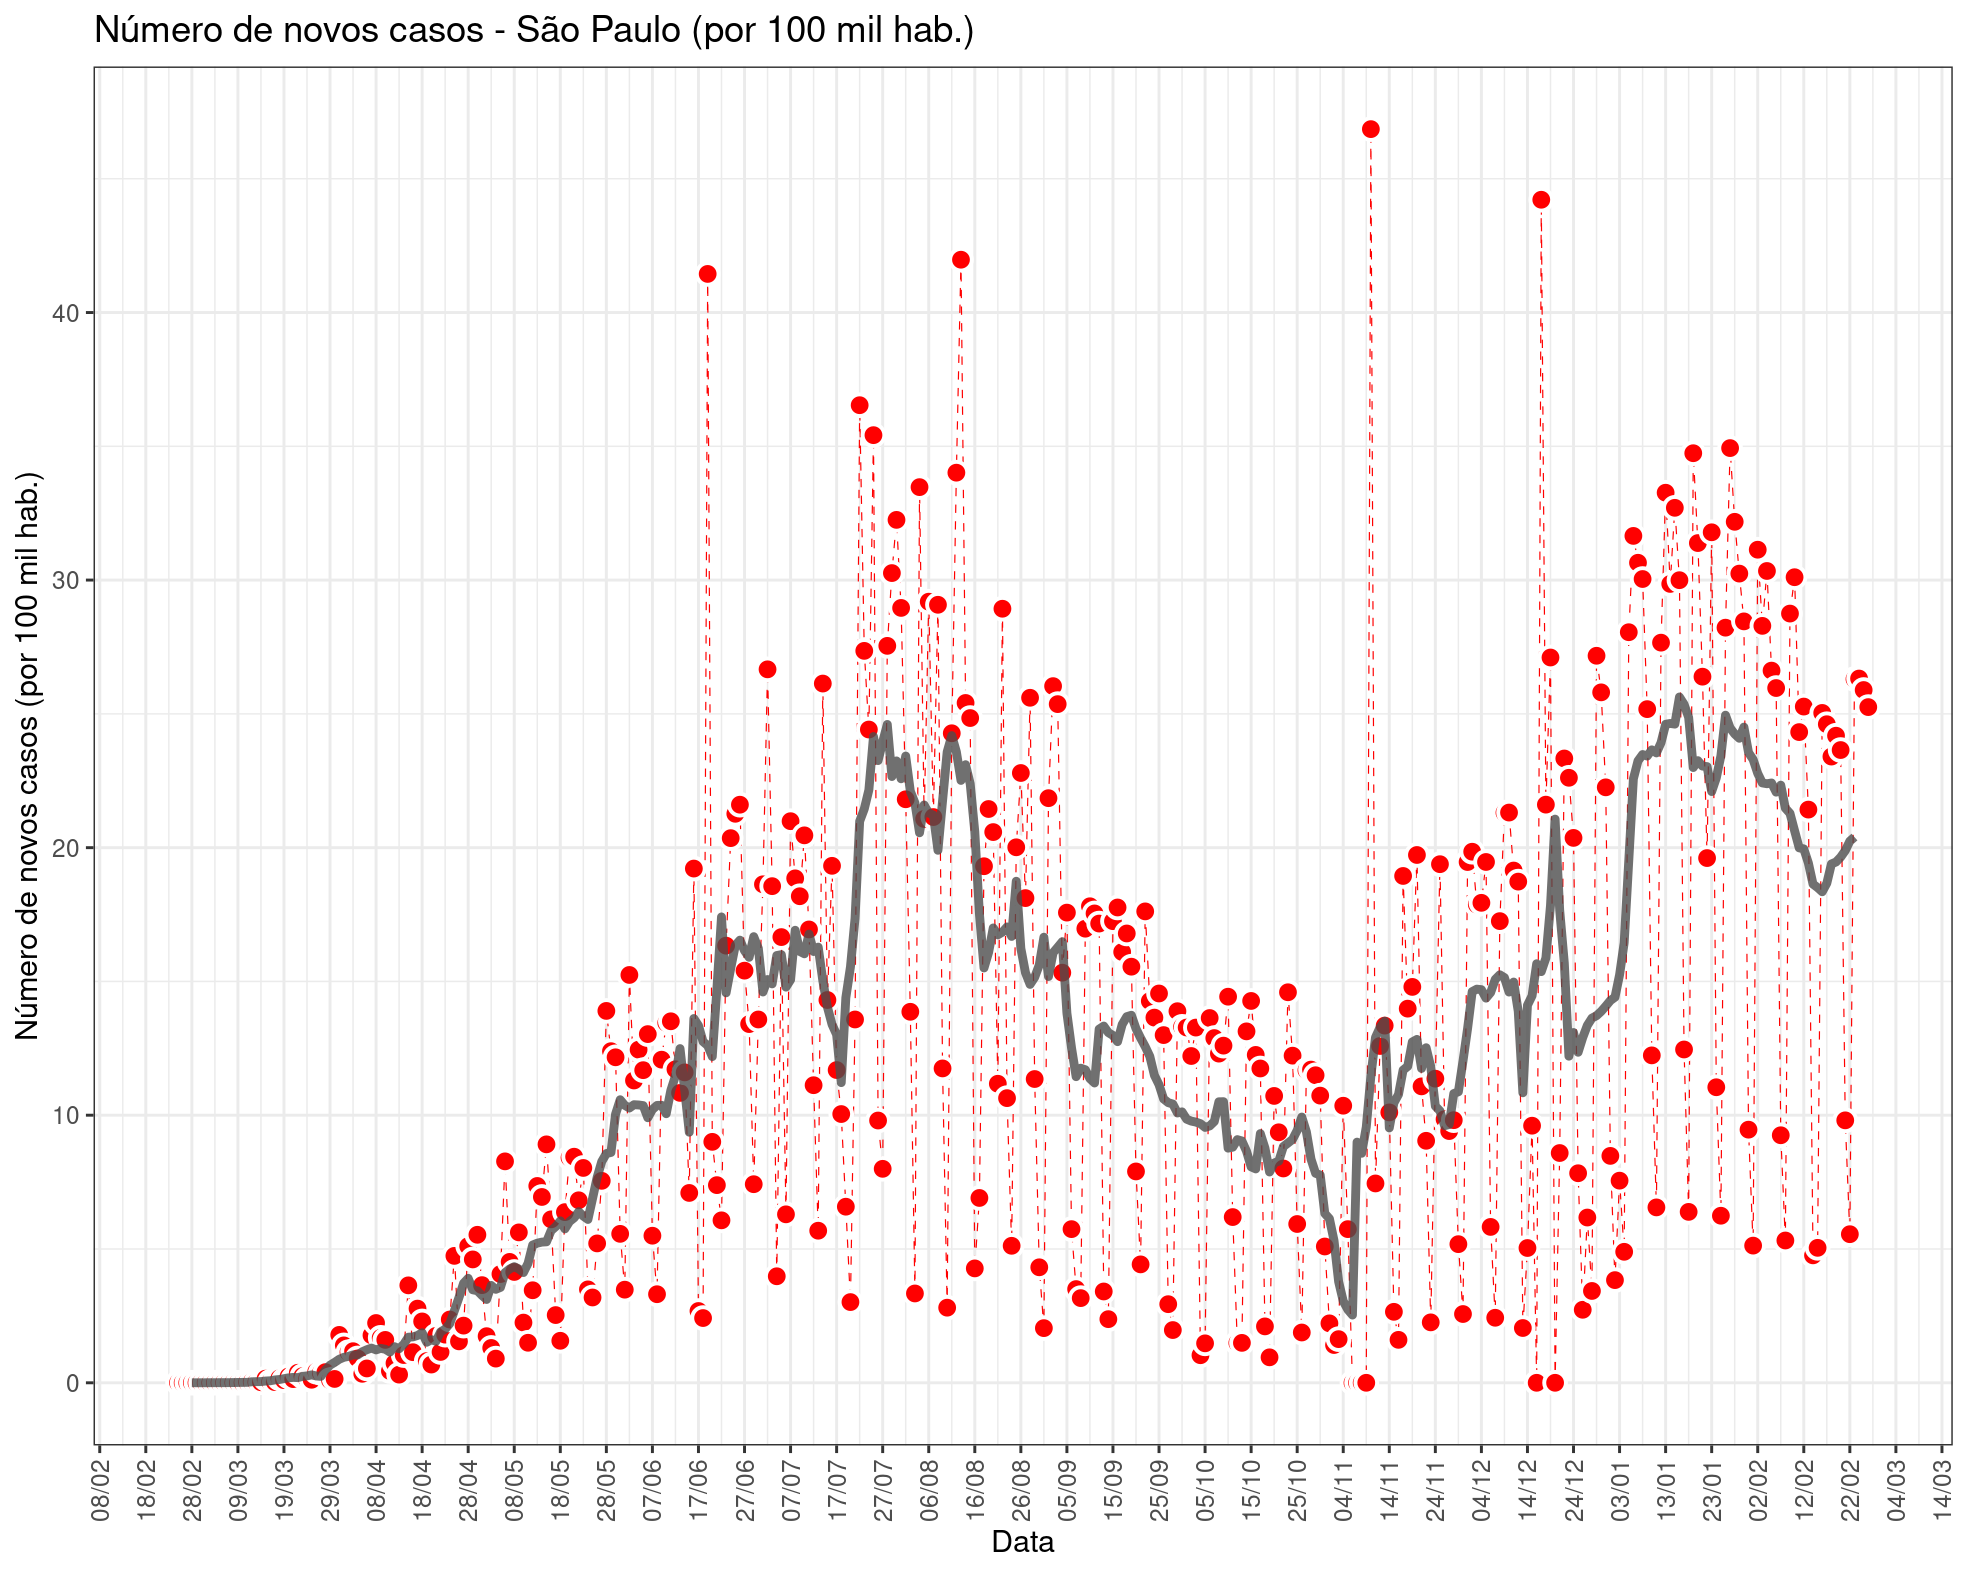 Número de novos casos - São Paulo (por 100 mil hab.)
Número de novos casos (por 100 mil hab.)
40
30
20
10
0
08/02 18/02 28/02 09/03 19/03 29/03 08/04 18/04 28/04 08/05 18/05 28/05 07/06 17/06 27/06 07/07 17/07 27/07 06/08 16/08 26/08 05/09 15/09 25/09 05/10 15/10 25/10 04/11 14/11 24/11 04/12 14/12 24/12 03/01 13/01 23/01 02/02 12/02 22/02 04/03 14/03
Data